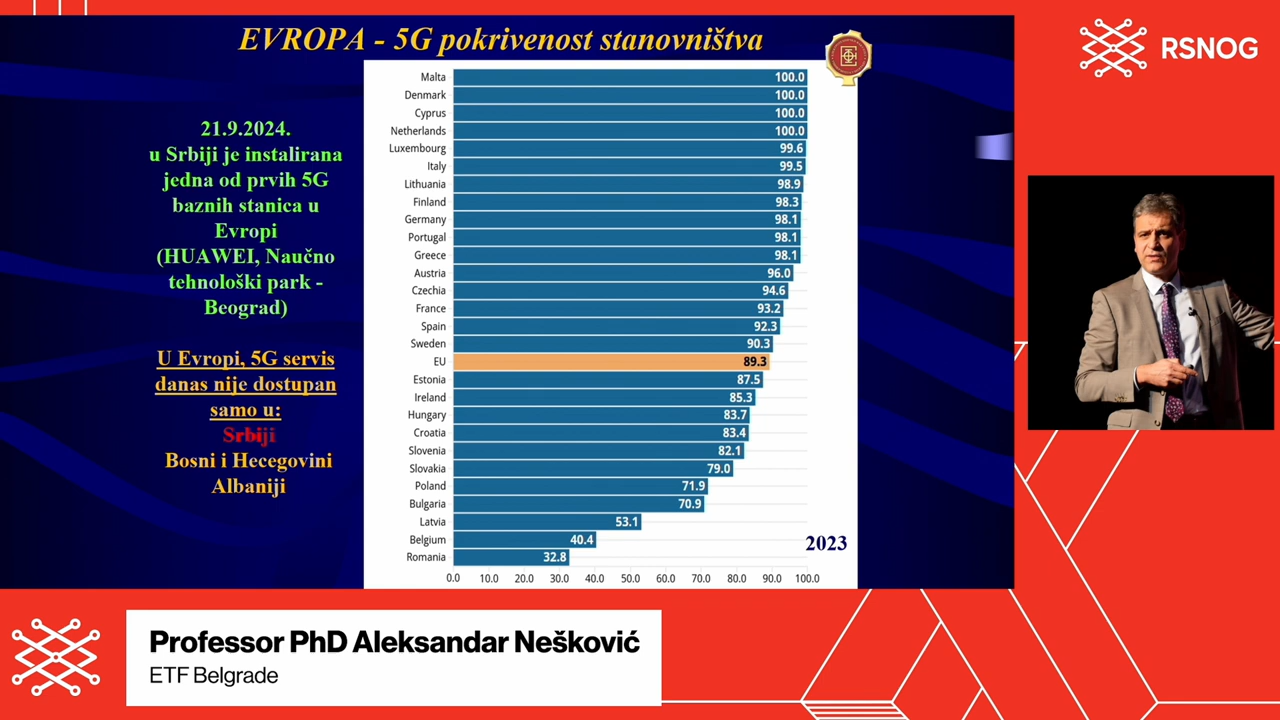 EVROPA - 5G pokrivenost stanovništva
RSNOG
21.9.2024.
u Srbiji je instalirana
jedna od prvih 5G
baznih stanica u
Evropi
(HUAWEI, Naučno
tehnološki park -
Beograd)
U Evropi, 5G servis
danas nije dostupan
samo u:
Srbiji
Bosni i Hecegovini
Albaniji
Malta 100.0
Denmark 100.0
Cyprus 100.0
Netherlands 100.0
Luxembourg 99.6
Italy 99.5
Lithuania 98.9
Finland 98.3
Germany 98.1
Portugal 98.1
Greece 98.1
Austria 96.0
Czechia 94.6
France 93.2
Spain 92.3
Sweden 90.3
EU 89.3
Estonia 87.5
Ireland 85.3
Hungary 83.7
Croatia 83.4
Slovenia 82.1
Slovakia 79.0
Poland 71.9
Bulgaria 70.9
Latvia 53.1
Belgium 40.4
Romania 32.8
2023
0.0 10.0 20.0 30.0 40.0 50.0 60.0 70.0 80.0 90.0 100.0
Professor PhD Aleksandar Nešković
ETF Belgrade